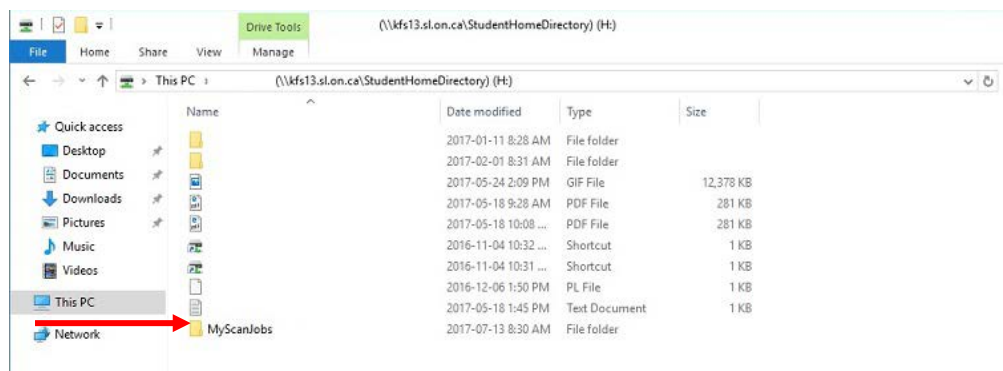 Drive Tools (\\kfs13.sl.on.ca\StudentHomeDirectory) (H:)
File Home Share View Manage
This PC (\\kfs13.sl.on.ca\StudentHomeDirectory) (H:)
Name Date modified Type Size
Quick access
Desktop
Documents
Downloads
Pictures
Music
Videos
This PC
Network
2017-01-11 8:28 AM File folder
2017-02-01 8:31 AM File folder
2017-05-24 2:09 PM GIF File 12,378 KB
2017-05-18 9:28 AM PDF File 281 KB
2017-05-18 10:08 ... PDF File 281 KB
2016-11-04 10:32 ... Shortcut 1 KB
2016-11-04 10:31 ... Shortcut 1 KB
2016-12-06 1:50 PM PL File 1 KB
2017-05-18 1:45 PM Text Document 1 KB
MyScanJobs 2017-07-13 8:30 AM File folder